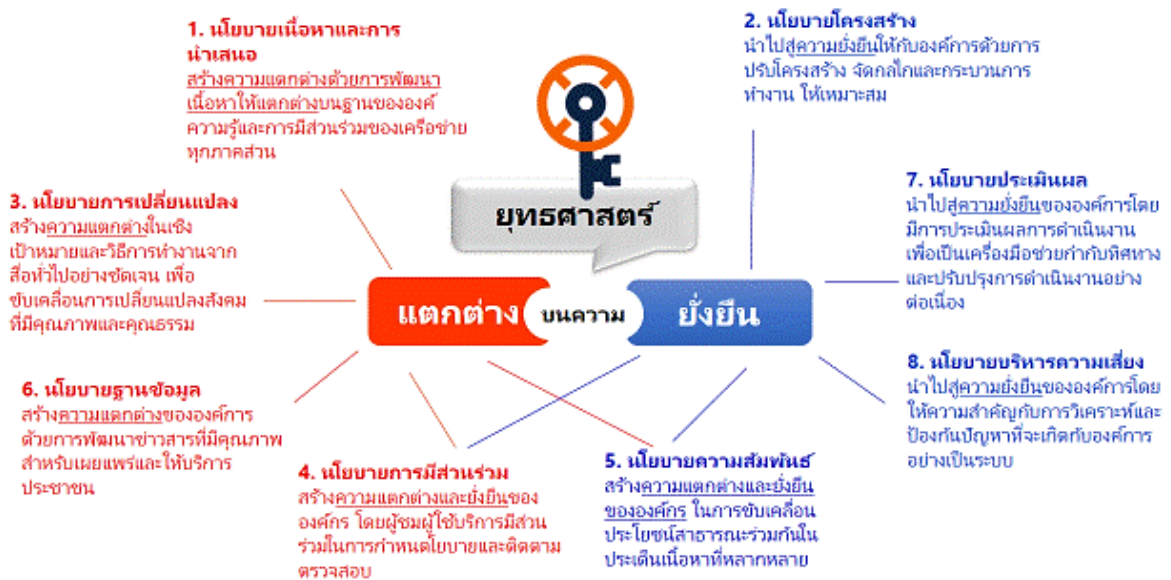 1. นโยบายเนื้อหาและการ
นำเสนอ
สร้างความแตกต่างด้วยการพัฒนา
เนื้อหาให้แตกต่างบนฐานขององค์
ความรู้และการมีส่วนร่วมของเครือข่าย
ทุกภาคส่วน
2. นโยบายโครงสร้าง
นำไปสู่ความยั่งยืนให้กับองค์การด้วยการ
ปรับโครงสร้าง จัดกลไกและกระบวนการ
ทำงาน ให้เหมาะสม
ยุทธศาสตร์
3. นโยบายการเปลี่ยนแปลง
สร้างความแตกต่างในเชิง
เป้าหมายและวิธีการทำงานจาก
สื่อทั่วไปอย่างชัดเจน เพื่อ
ขับเคลื่อนการเปลี่ยนแปลงสังคม
ที่มีคุณภาพและคุณธรรม
แตกต่าง บนความ ยั่งยืน
7. นโยบายประเมินผล
นำไปสู่ความยั่งยืนขององค์การโดย
มีการประเมินผลการดำเนินงาน
เพื่อเป็นเครื่องมือช่วยกำกับทิศทาง
และปรับปรุงการดำเนินงานอย่าง
ต่อเนื่อง
6. นโยบายฐานข้อมูล
สร้างความแตกต่างขององค์การ
ด้วยการพัฒนาข่าวสารที่มีคุณภาพ
สำหรับเผยแพร่และให้บริการ
ประชาชน
4. นโยบายการมีส่วนร่วม
สร้างความแตกต่างและยั่งยืนของ
องค์กร โดยผู้ชมผู้ใช้บริการมีส่วน
ร่วมในการกำหนดโยบายและติดตาม
ตรวจสอบ
5. นโยบายความสัมพันธ์
สร้างความแตกต่างและยั่งยืน
ขององค์กร ในการขับเคลื่อน
ประโยชน์สาธารณะร่วมกันใน
ประเด็นเนื้อหาที่หลากหลาย
8. นโยบายบริหารความเสี่ยง
นำไปสู่ความยั่งยืนขององค์การโดย
ให้ความสำคัญกับการวิเคราะห์และ
ป้องกันปัญหาที่จะเกิดกับองค์การ
อย่างเป็นระบบ